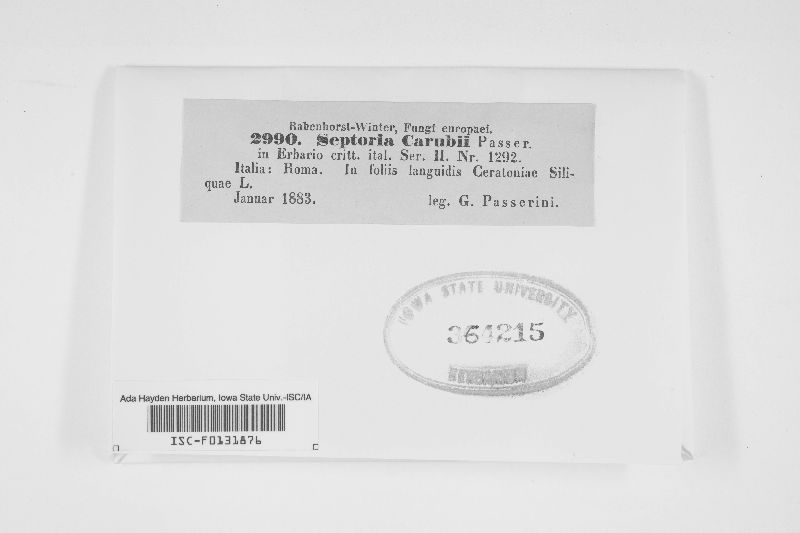 Rabenhorst-Winter, Fungi europaei.
2990. Septoria Carubii Passer.
in Erbario critt. ital. Ser. II. Nr. 1292.
Italia: Roma. In foliis languidis Ceratoniae Sili-
quae L.
Januar 1883. leg. G. Passerini.
IOWA STATE UNIVERSITY
364215
Ada Hayden Herbarium, Iowa State Univ.-ISC/IA
ISC-F0131876